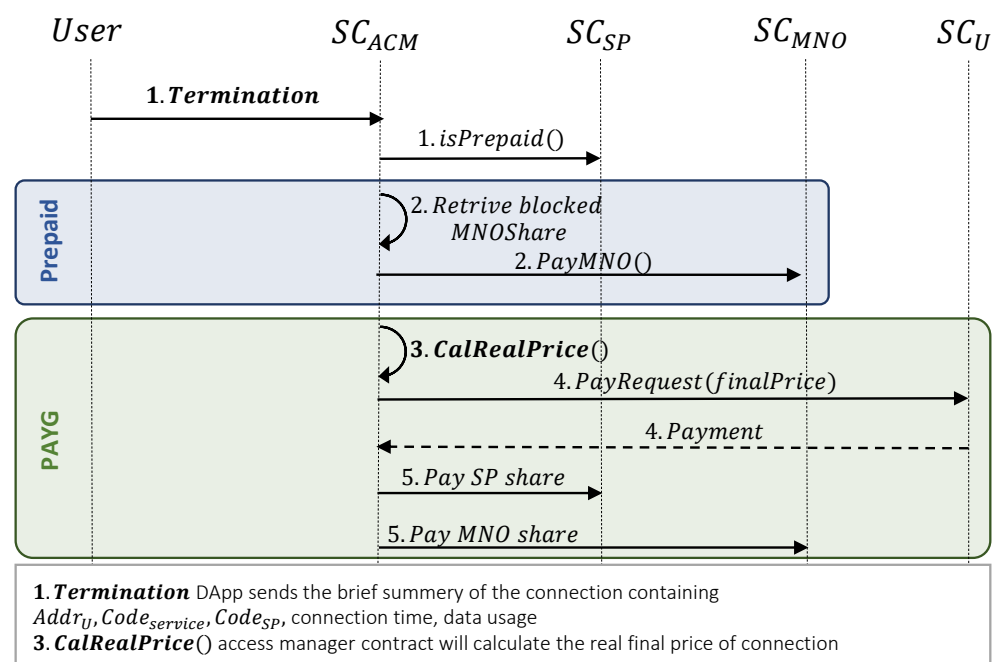 User SC_ACM SC_SP SC_MNO SC_U
1. Termination
1. isPrepaid()
Prepaid
2. Retrive blocked
MNOShare
2. PayMNO()
PAYG
3. CalRealPrice()
4. PayRequest(finalPrice)
4. Payment
5. Pay SP share
5. Pay MNO share
1. Termination DApp sends the brief summery of the connection containing
Addr_U, Code_service, Code_SP, connection time, data usage
3. CalRealPrice() access manager contract will calculate the real final price of connection